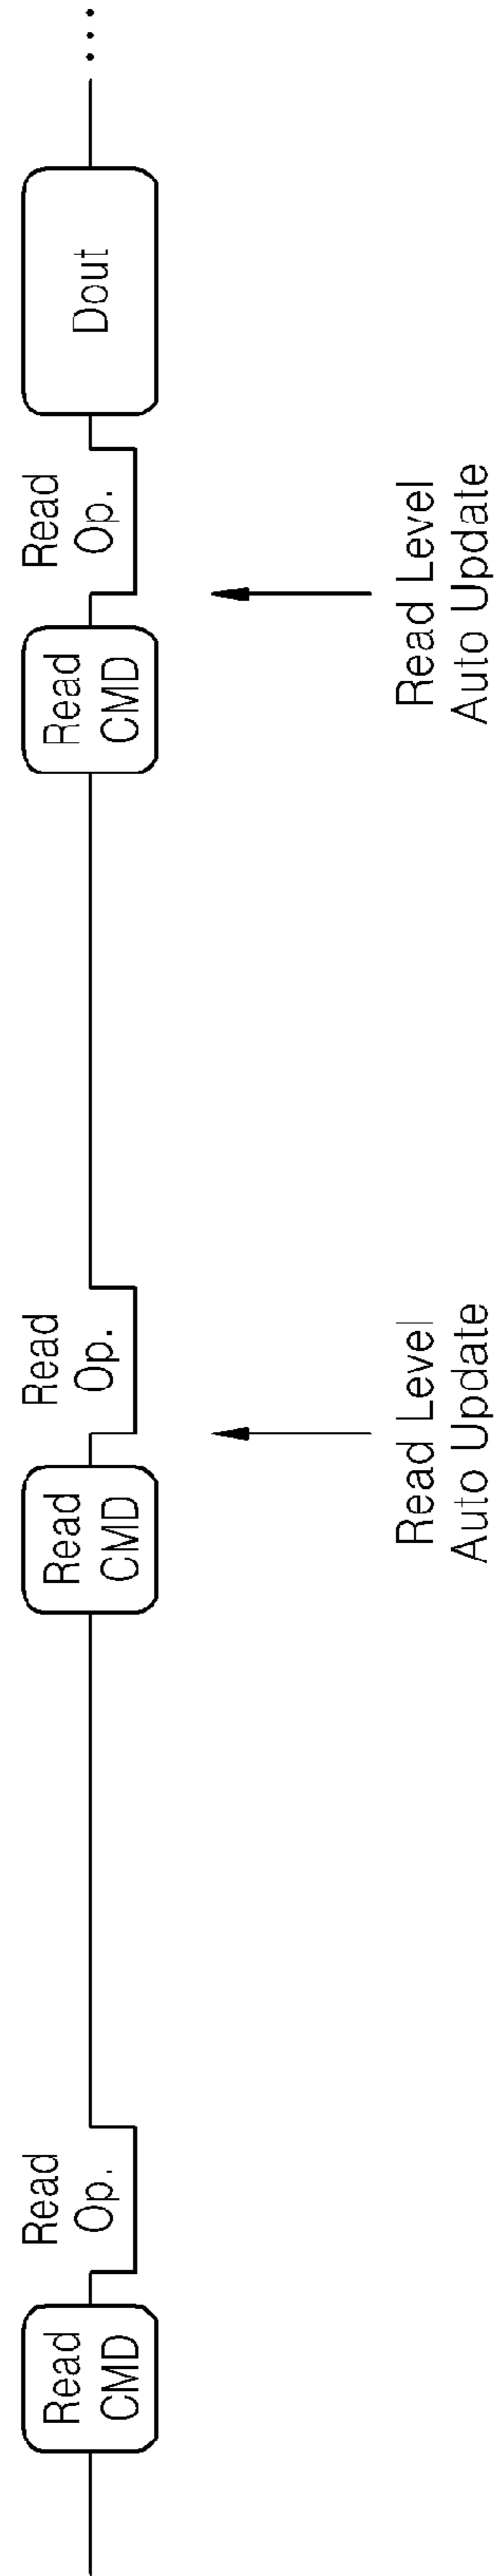 Read
CMD
Read
Op.
Read
CMD
Read
Op.
Read
CMD
Read
Op.
Dout
...
Read Level
Auto Update
Read Level
Auto Update